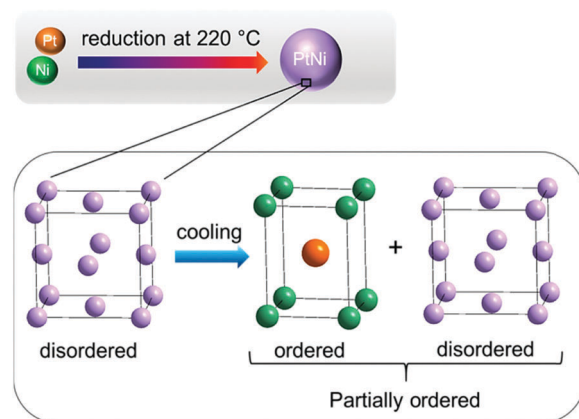 Pt
reduction at 220 °C
PtNi
Ni
cooling
+
disordered
ordered
disordered
Partially ordered